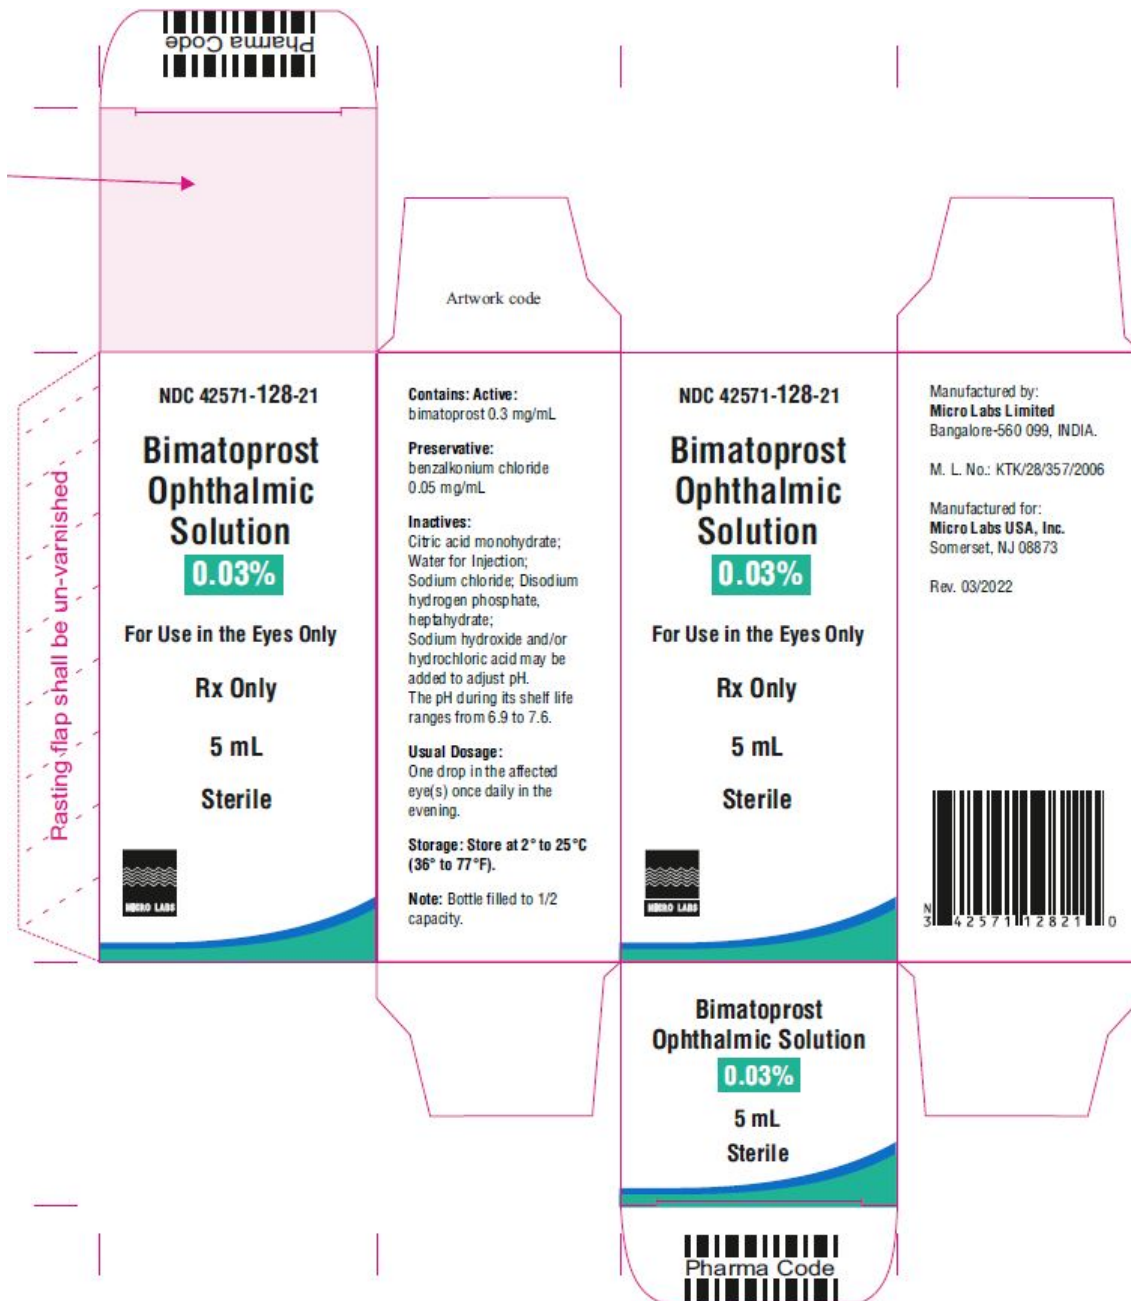 Pharma Code
Artwork code
Pasting flap shall be un-varnished
NDC 42571-128-21
Bimatoprost
Ophthalmic
Solution
0.03%
For Use in the Eyes Only
Rx Only
5 mL
Sterile
MICRO LABS
Contains: Active:
bimatoprost 0.3 mg/mL
Preservative:
benzalkonium chloride
0.05 mg/mL
Inactives:
Citric acid monohydrate;
Water for Injection;
Sodium chloride; Disodium
hydrogen phosphate,
heptahydrate;
Sodium hydroxide and/or
hydrochloric acid may be
added to adjust pH.
The pH during its shelf life
ranges from 6.9 to 7.6.
Usual Dosage:
One drop in the affected
eye(s) once daily in the
evening.
Storage: Store at 2° to 25°C
(36° to 77°F).
Note: Bottle filled to 1/2
capacity.
NDC 42571-128-21
Bimatoprost
Ophthalmic
Solution
0.03%
For Use in the Eyes Only
Rx Only
5 mL
Sterile
MICRO LABS
Manufactured by:
Micro Labs Limited
Bangalore-560 099, INDIA.
M. L. No.: KTK/28/357/2006
Manufactured for:
Micro Labs USA, Inc.
Somerset, NJ 08873
Rev. 03/2022
N
3 42571 12821 0
Bimatoprost
Ophthalmic Solution
0.03%
5 mL
Sterile
Pharma Code